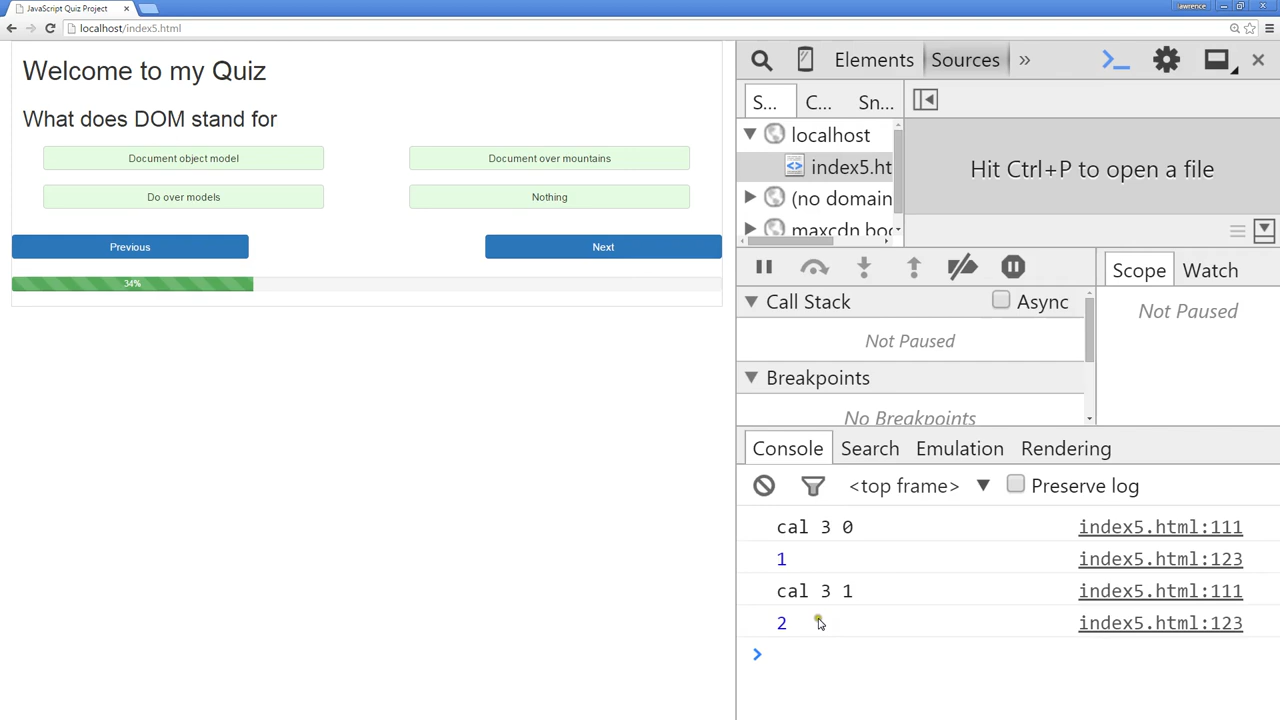 JavaScript Quiz Project
lawrence
localhost/index5.html
Welcome to my Quiz
What does DOM stand for
Document object model
Document over mountains
Do over models
Nothing
Previous
Next
34%
Elements
Sources
»
S...
C...
Sn...
localhost
index5.ht
(no domain
maxcdn boo
Hit Ctrl+P to open a file
Scope
Watch
Call Stack
Async
Not Paused
Not Paused
Breakpoints
No Breakpoints
Console
Search
Emulation
Rendering
<top frame>
Preserve log
cal 3 0 index5.html:111
1 index5.html:123
cal 3 1 index5.html:111
2 index5.html:123